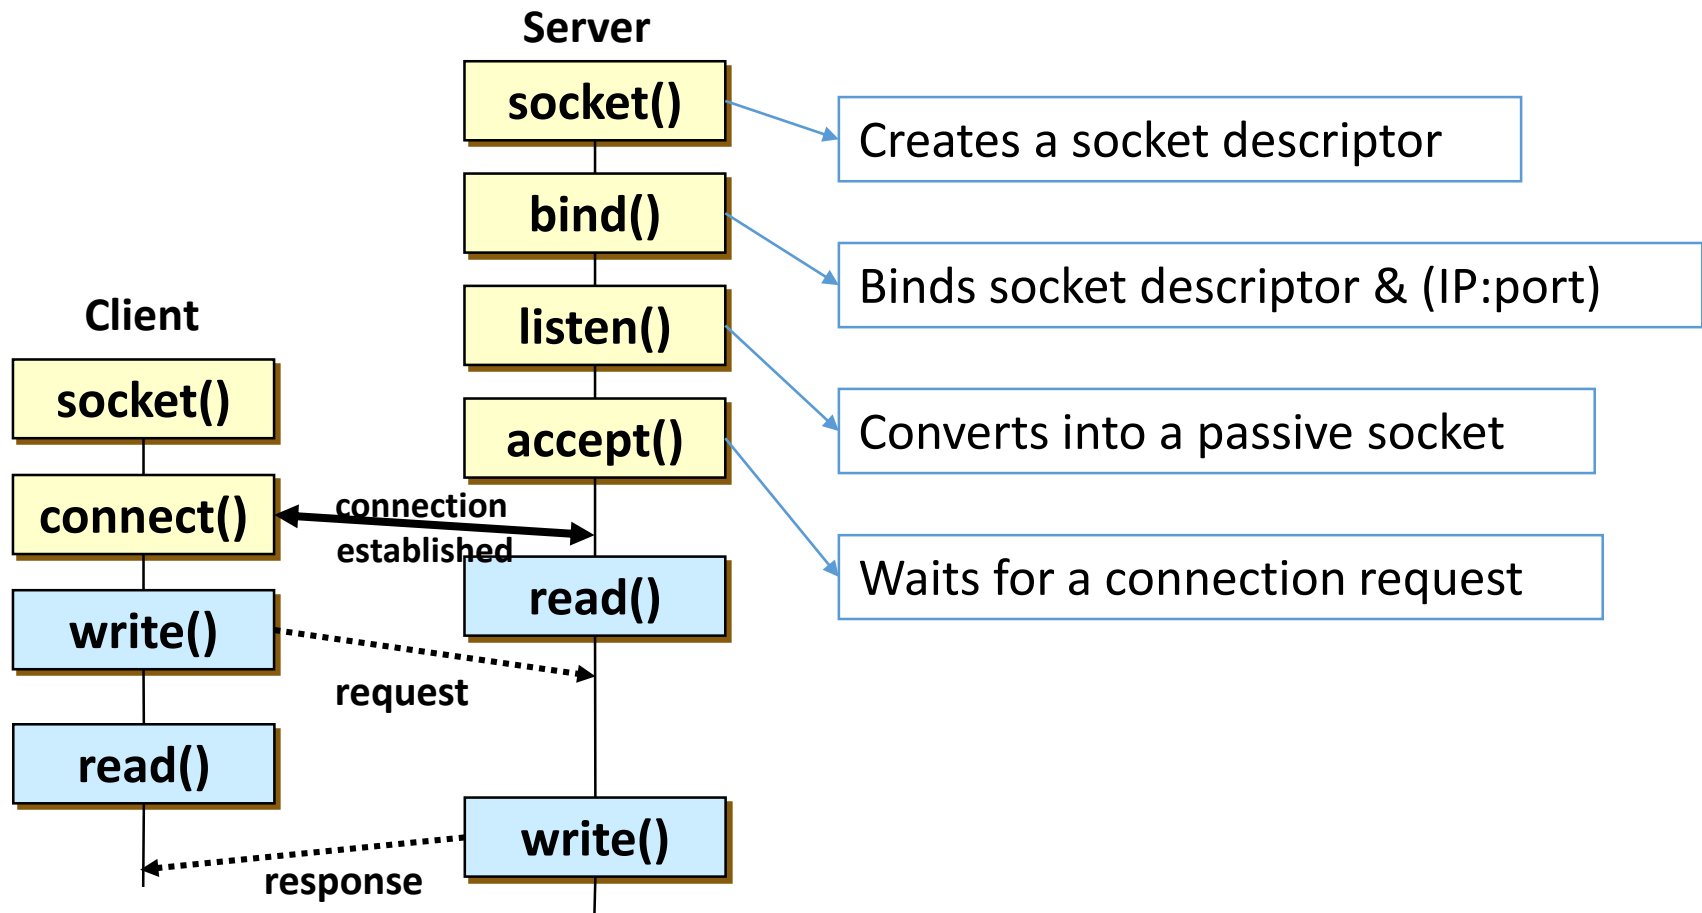 Server
socket()
Creates a socket descriptor
bind()
Binds socket descriptor & (IP:port)
Client
listen()
socket()
Converts into a passive socket
accept()
connect()
connection
established
Waits for a connection request
read()
write()
request
read()
write()
response